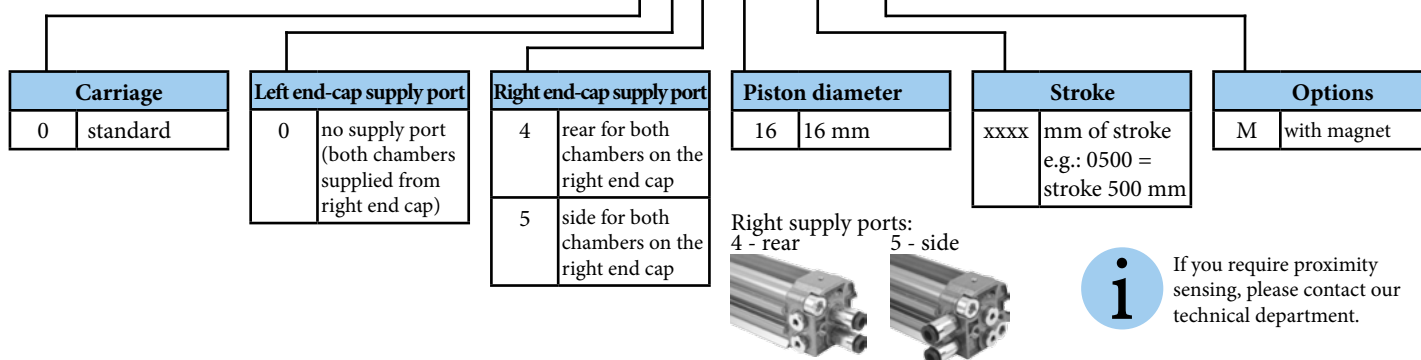 Carriage
0 standard
Left end-cap supply port
0 no supply port
(both chambers
supplied from
right end cap)
Right end-cap supply port
4 rear for both
chambers on the
right end cap
5 side for both
chambers on the
right end cap
Piston diameter
16 16 mm
Stroke
xxxx mm of stroke
e.g.: 0500 =
stroke 500 mm
Options
M with magnet
Right supply ports:
4 - rear 5 - side
i
If you require proximity
sensing, please contact our
technical department.